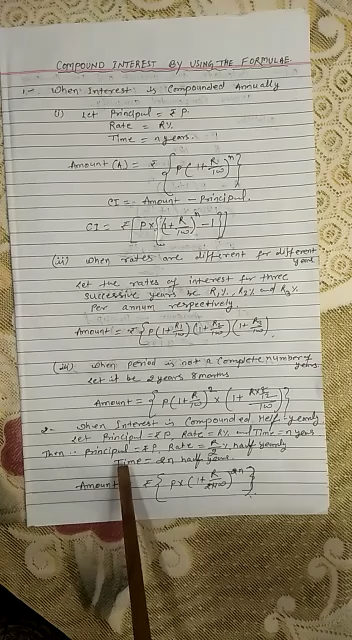 COMPOUND INTEREST BY USING THE FORMULAE.
1.- When Interest is Compounded Annually
(i) Let Principal = ₹ P.
Rate = R%
Time = n years.
Amount (A) = ₹ {P(1+R/100)^n}
CI = Amount - Principal.
CI = ₹[P×{(1+R/100)^n - 1}]
(ii) When rates are different for different years
Let the rates of interest for three
successive years be R₁%, R₂% and R₃%
per annum respectively
Amount = ₹{P(1+R₁/100)(1+R₂/100)(1+R₃/100)}
(iii) When period is not a complete number of years.
Let it be 2 years 8 months
Amount = {P(1+R/100)^2 × (1+R×8/12/100)}
2- When Interest is Compounded Half yearly
Let Principal = ₹P, Rate = R%, Time = n years
Then Principal = ₹P, Rate = R/2% half yearly
Time = 2n half years.
Amount ₹{P×(1+R/2×100)^2n}